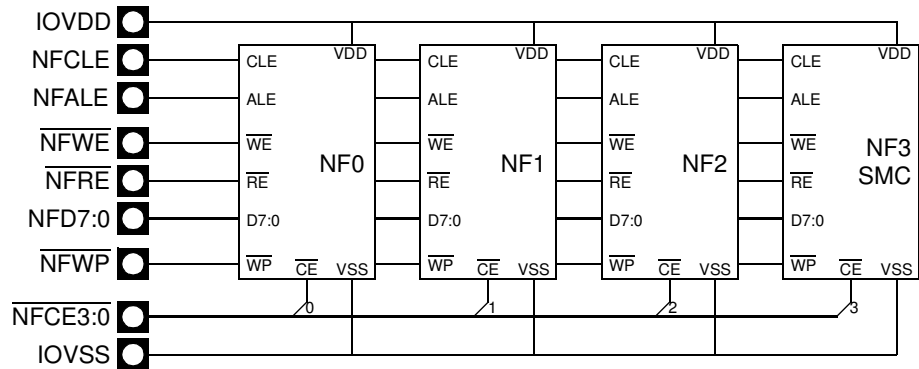 IOVDD
NFCLE
NFALE
NFWE
NFRE
NFD7:0
NFWP
NFCE3:0
IOVSS
VDD
CLE
ALE
WE
NF0
RE
D7:0
WP CE VSS
0
VDD
CLE
ALE
WE
NF1
RE
D7:0
WP CE VSS
1
VDD
CLE
ALE
WE
NF2
RE
D7:0
WP CE VSS
2
VDD
CLE
ALE
WE
NF3
SMC
RE
D7:0
WP CE VSS
3